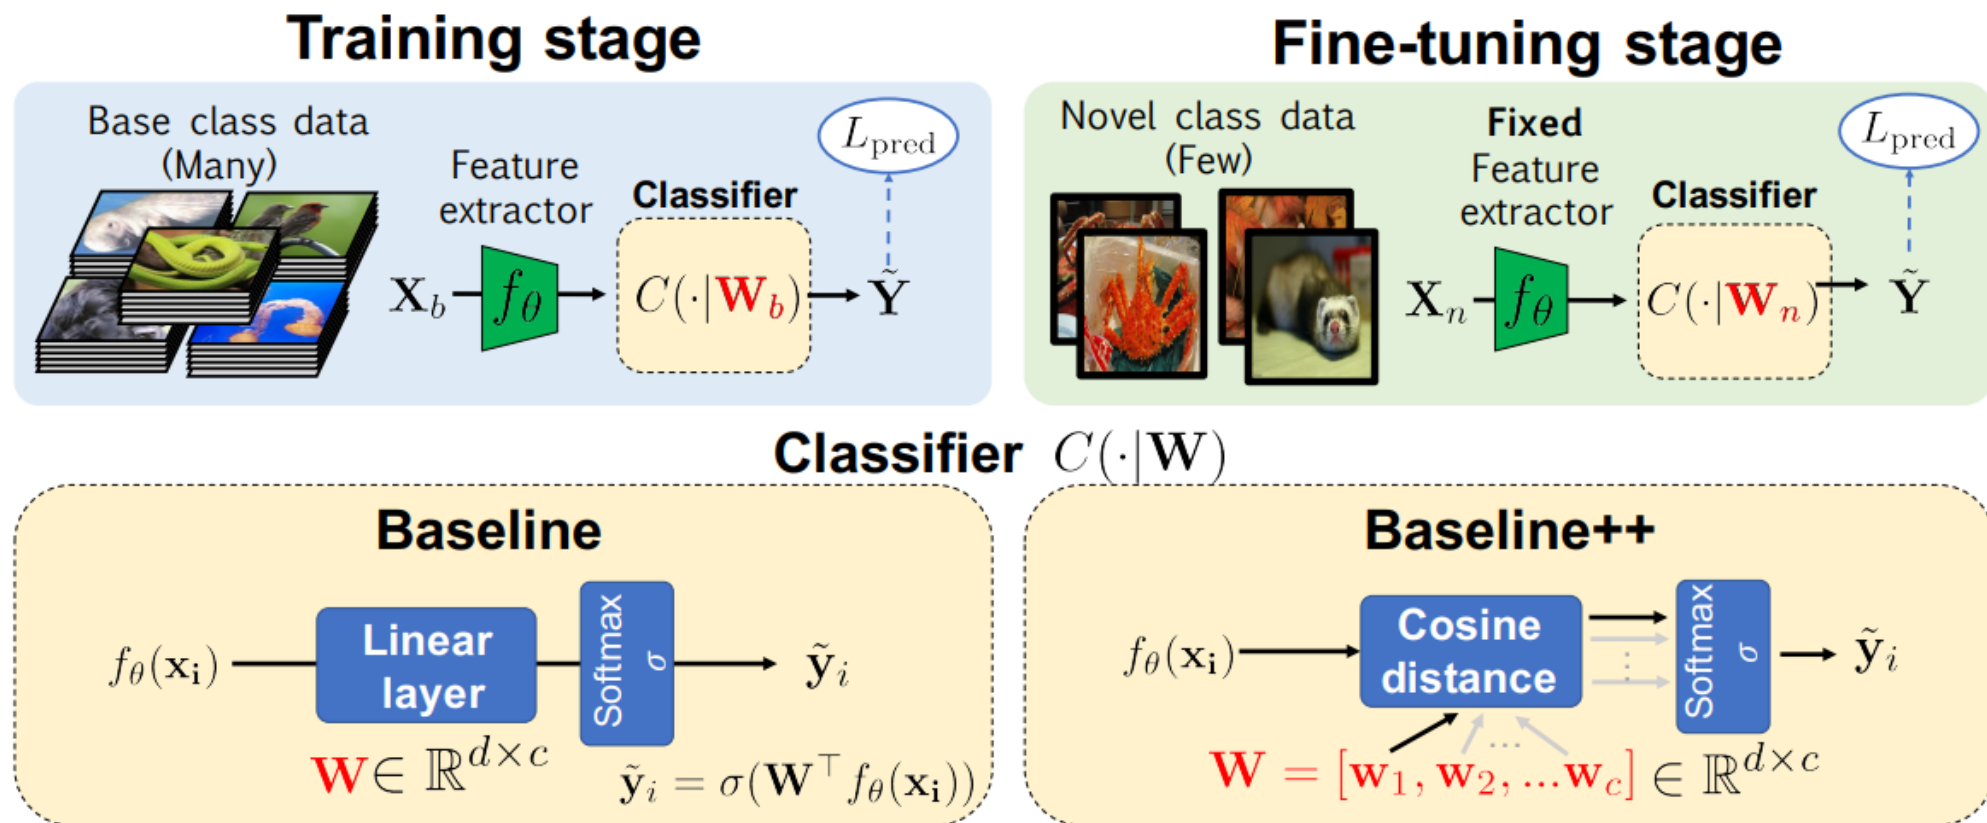 Training stage
Base class data
(Many)
Feature
extractor
Classifier
L_pred
X_b
f_θ
C(·|W_b)
Ỹ
Fine-tuning stage
Novel class data
(Few)
Fixed
Feature
extractor
Classifier
L_pred
X_n
f_θ
C(·|W_n)
Ỹ
Classifier C(·|W)
Baseline
f_θ(x_i)
Linear
layer
Softmax
σ
ỹ_i
W∈ ℝ^{d×c}
ỹ_i = σ(W^⊤ f_θ(x_i))
Baseline++
f_θ(x_i)
Cosine
distance
⋮
Softmax
σ
ỹ_i
...
W = [w_1, w_2, ...w_c] ∈ ℝ^{d×c}